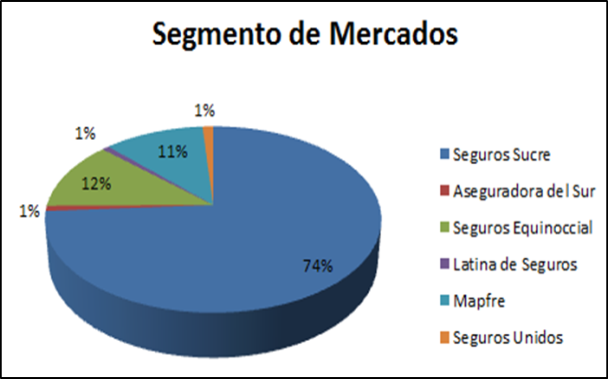 Segmento de Mercados
1%
1%
11%
12%
1%
74%
Seguros Sucre
Aseguradora del Sur
Seguros Equinoccial
Latina de Seguros
Mapfre
Seguros Unidos